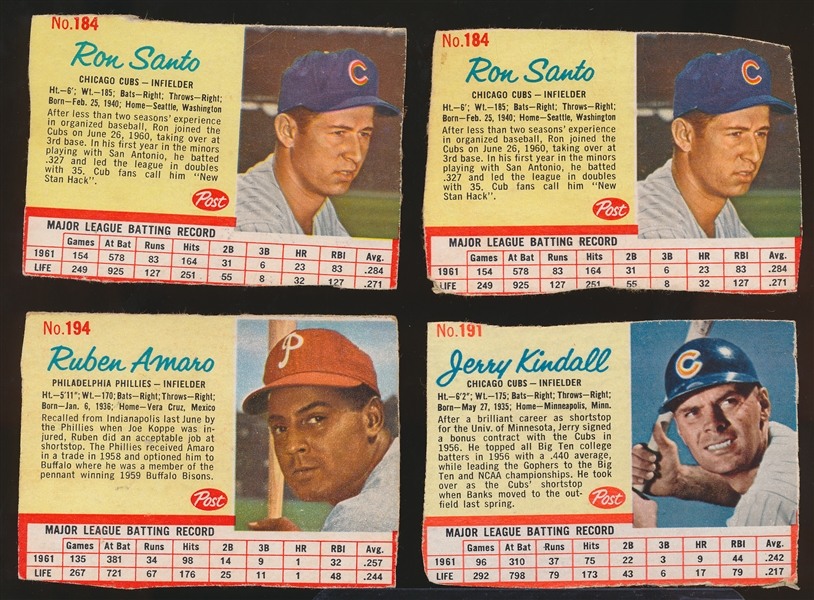 No.184
Ron Santo
CHICAGO CUBS — INFIELDER
Ht.—6'; Wt.—185; Bats—Right; Throws—Right;
Born—Feb. 25, 1940; Home—Seattle, Washington
After less than two seasons' experience
in organized baseball, Ron joined the
Cubs on June 26, 1960, taking over at
3rd base. In his first year in the minors
playing with San Antonio, he batted
.327 and led the league in doubles
with 35. Cub fans call him "New
Stan Hack".
Post
C
MAJOR LEAGUE BATTING RECORD
Games At Bat Runs Hits 2B 3B HR RBI Avg.
1961 154 578 83 164 31 6 23 83 .284
LIFE 249 925 127 251 55 8 32 127 .271
No.184
Ron Santo
CHICAGO CUBS — INFIELDER
Ht.—6'; Wt.—185; Bats—Right; Throws—Right;
Born—Feb. 25, 1940; Home—Seattle, Washington
After less than two seasons' experience
in organized baseball, Ron joined the
Cubs on June 26, 1960, taking over at
3rd base. In his first year in the minors
playing with San Antonio, he batted
.327 and led the league in doubles
with 35. Cub fans call him "New
Stan Hack".
Post
C
MAJOR LEAGUE BATTING RECORD
Games At Bat Runs Hits 2B 3B HR RBI Avg.
1961 154 578 83 164 31 6 23 83 .284
LIFE 249 925 127 251 55 8 32 127 .271
No.194
Ruben Amaro
PHILADELPHIA PHILLIES — INFIELDER
Ht.—5'11"; Wt.—170; Bats—Right; Throws—Right;
Born—Jan. 6, 1936; Home—Vera Cruz, Mexico
Recalled from Indianapolis last June by
the Phillies when Joe Koppe was in-
jured, Ruben did an acceptable job at
shortstop. The Phillies received Amaro
in a trade in 1958 and optioned him to
Buffalo where he was a member of the
pennant winning 1959 Buffalo Bisons.
Post
P
MAJOR LEAGUE BATTING RECORD
Games At Bat Runs Hits 2B 3B HR RBI Avg.
1961 135 381 34 98 14 9 1 32 .257
LIFE 267 721 67 176 25 11 1 48 .244
No.191
Jerry Kindall
CHICAGO CUBS — INFIELDER
Ht.—6'2"; Wt.—175; Bats—Right; Throws—Right;
Born—May 27, 1935; Home—Minneapolis, Minn.
After a brilliant career as shortstop
for the Univ. of Minnesota, Jerry signed
a bonus contract with the Cubs in
1956. He topped all Big Ten college
batters in 1956 with a .440 average,
while leading the Gophers to the Big
Ten and NCAA championships. He took
over as the Cubs' shortstop
when Banks moved to the out-
field last spring.
Post
C
MAJOR LEAGUE BATTING RECORD
Games At Bat Runs Hits 2B 3B HR RBI Avg.
1961 96 310 37 75 22 3 9 44 .242
LIFE 292 798 79 173 43 6 17 79 .217